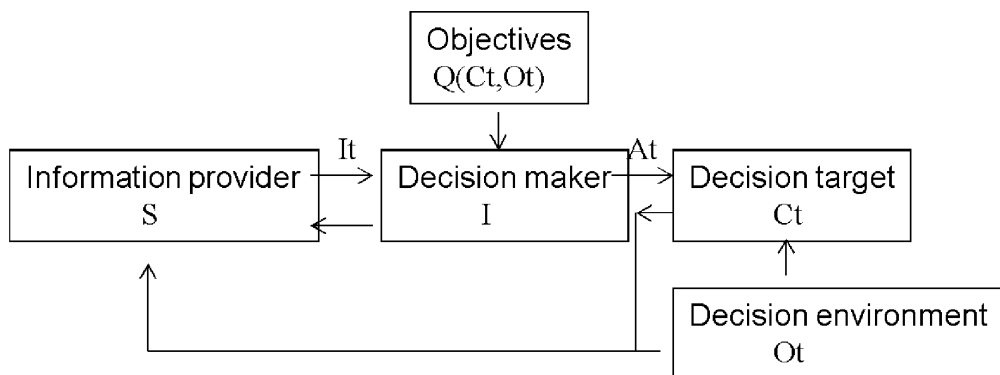 Objectives
Q(Ct,Ot)
It
At
Information provider
S
Decision maker
I
Decision target
Ct
Decision environment
Ot